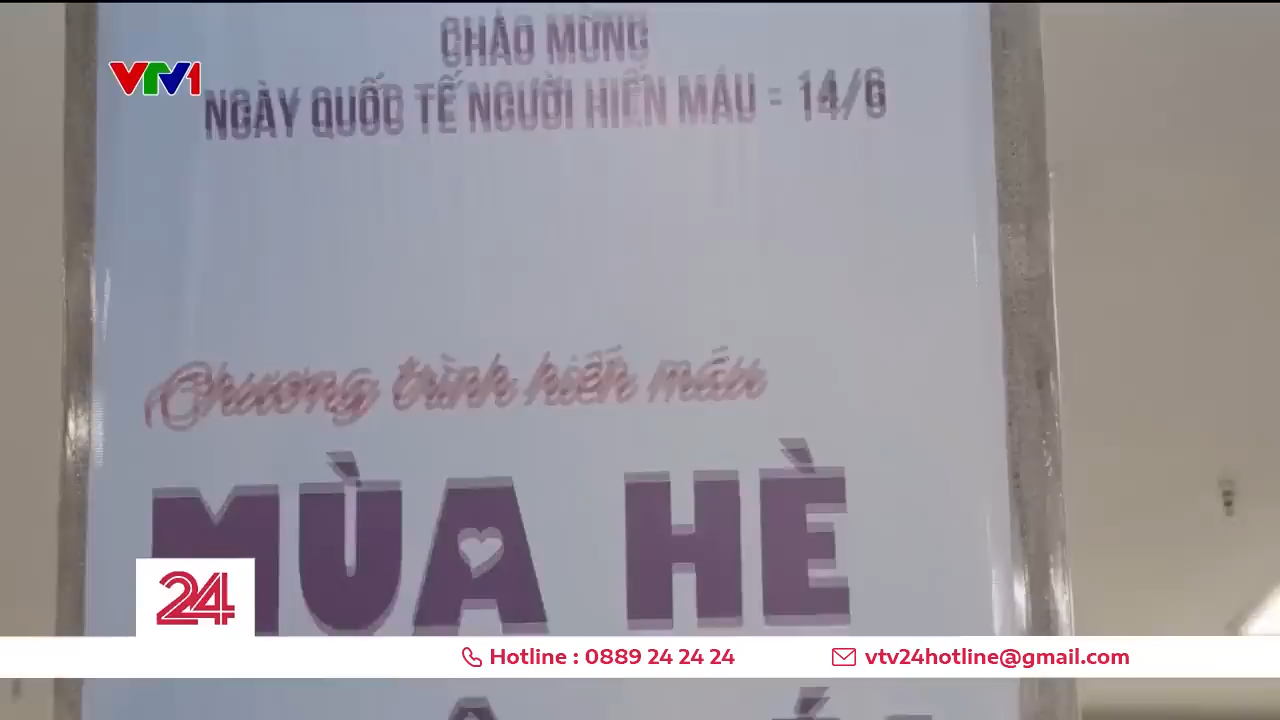 CHÀO MỪNG
VTV1
NGÀY QUỐC TẾ NGƯỜI HIẾN MÁU = 14/6
Chương trình hiến máu
MÙA HÈ
24
Hotline : 0889 24 24 24
vtv24hotline@gmail.com